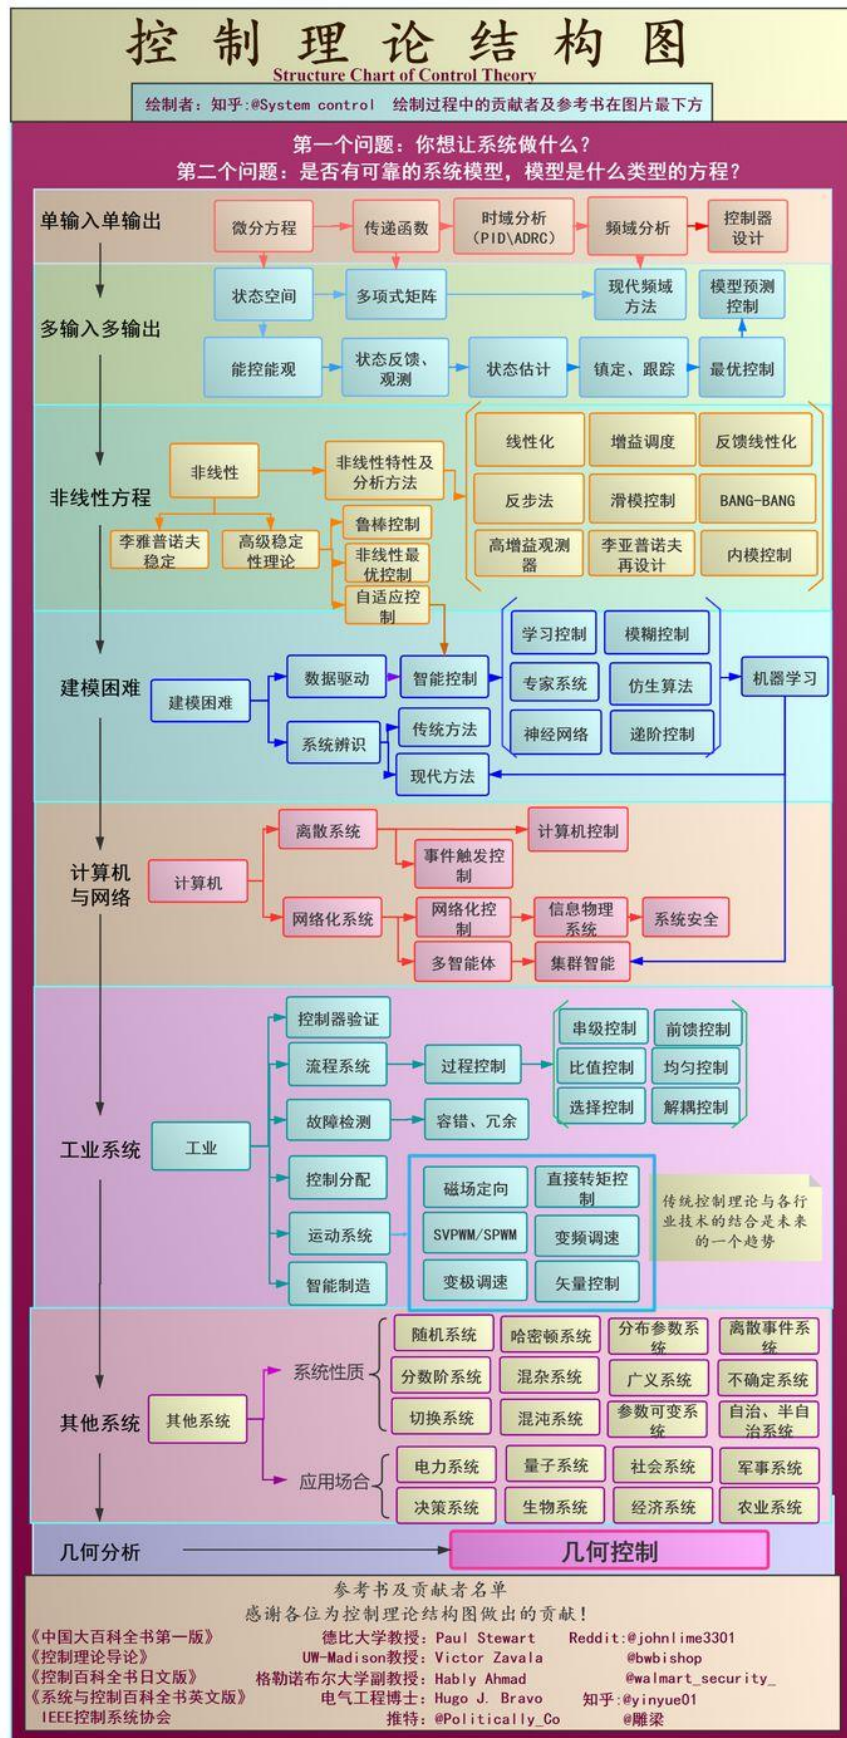 控制理论结构图
Structure Chart of Control Theory
绘制者：知乎:@System control 绘制过程中的贡献者及参考书在图片最下方
第一个问题：你想让系统做什么？
第二个问题：是否有可靠的系统模型，模型是什么类型的方程？
单输入单输出
微分方程
传递函数
时域分析
（PID\ADRC）
频域分析
控制器
设计
多输入多输出
状态空间
多项式矩阵
现代频域
方法
模型预测
控制
能控能观
状态反馈、
观测
状态估计
镇定、跟踪
最优控制
非线性方程
非线性
非线性特性及
分析方法
李雅普诺夫
稳定
高级稳定
性理论
鲁棒控制
非线性最
优控制
自适应控
制
线性化
增益调度
反馈线性化
反步法
滑模控制
BANG-BANG
高增益观测
器
李亚普诺夫
再设计
内模控制
建模困难
建模困难
数据驱动
智能控制
系统辨识
传统方法
现代方法
学习控制
模糊控制
专家系统
仿生算法
神经网络
递阶控制
机器学习
计算机
与网络
计算机
离散系统
计算机控制
事件触发控
制
网络化系统
网络化控
制
信息物理
系统
系统安全
多智能体
集群智能
工业系统
工业
控制器验证
流程系统
过程控制
串级控制
前馈控制
比值控制
均匀控制
选择控制
解耦控制
故障检测
容错、冗余
控制分配
运动系统
智能制造
磁场定向
直接转矩控
制
SVPWM/SPWM
变频调速
变极调速
矢量控制
传统控制理论与各行
业技术的结合是未来
的一个趋势
其他系统
其他系统
系统性质
随机系统
哈密顿系统
分布参数系
统
离散事件系
统
分数阶系统
混杂系统
广义系统
不确定系统
切换系统
混沌系统
参数可变系
统
自治、半自
治系统
应用场合
电力系统
量子系统
社会系统
军事系统
决策系统
生物系统
经济系统
农业系统
几何分析
几何控制
参考书及贡献者名单
感谢各位为控制理论结构图做出的贡献！
《中国大百科全书第一版》 德比大学教授：Paul Stewart Reddit:@johnlime3301
《控制理论导论》 UW-Madison教授：Victor Zavala @bwbishop
《控制百科全书日文版》 格勒诺布尔大学副教授：Hably Ahmad @walmart_security_
《系统与控制百科全书英文版》 电气工程博士：Hugo J. Bravo 知乎:@yinyue01
IEEE控制系统协会 推特：@Politically_Co @雕梁